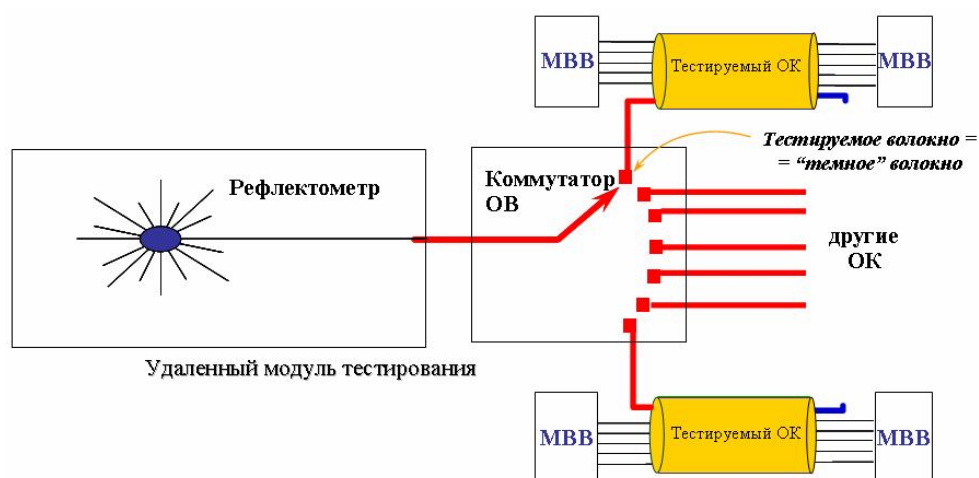 МВВ
Тестируемый ОК
МВВ
Тестируемое волокно =
= “темное” волокно
Рефлектометр
Коммутатор
ОВ
другие
ОК
Удаленный модуль тестирования
МВВ
Тестируемый ОК
МВВ